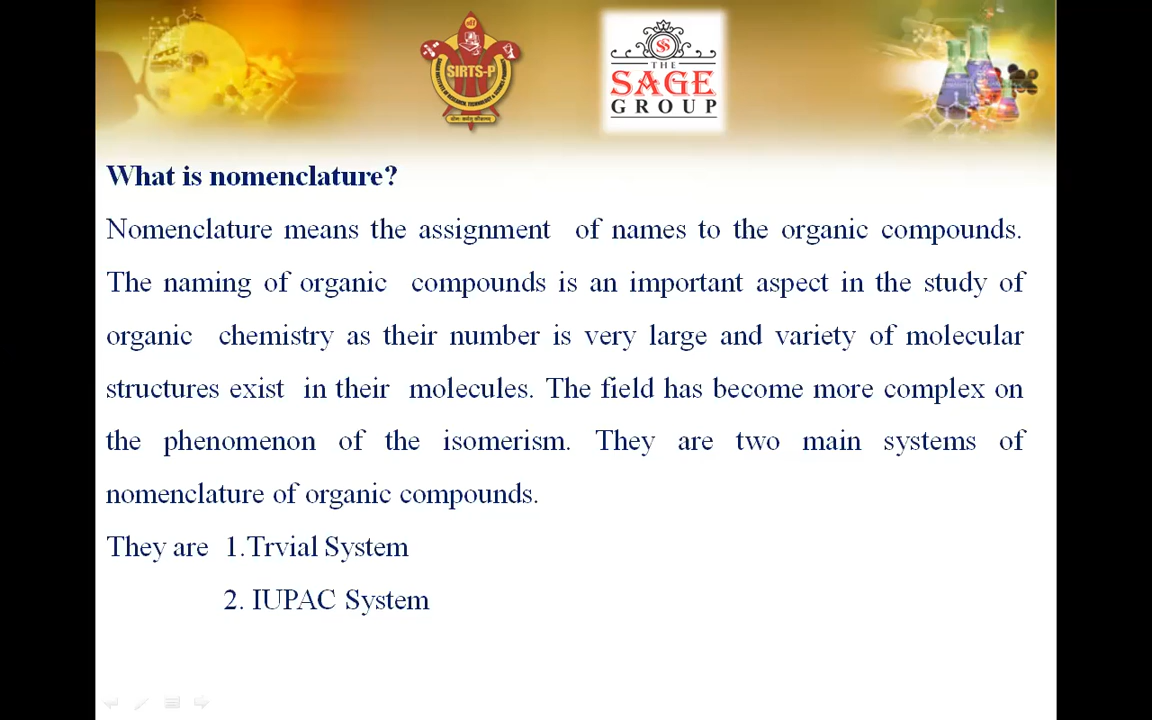 SIRTS-P
THE
SAGE
GROUP
What is nomenclature?
Nomenclature means the assignment of names to the organic compounds.
The naming of organic compounds is an important aspect in the study of
organic chemistry as their number is very large and variety of molecular
structures exist in their molecules. The field has become more complex on
the phenomenon of the isomerism. They are two main systems of
nomenclature of organic compounds.
They are 1.Trvial System
2. IUPAC System